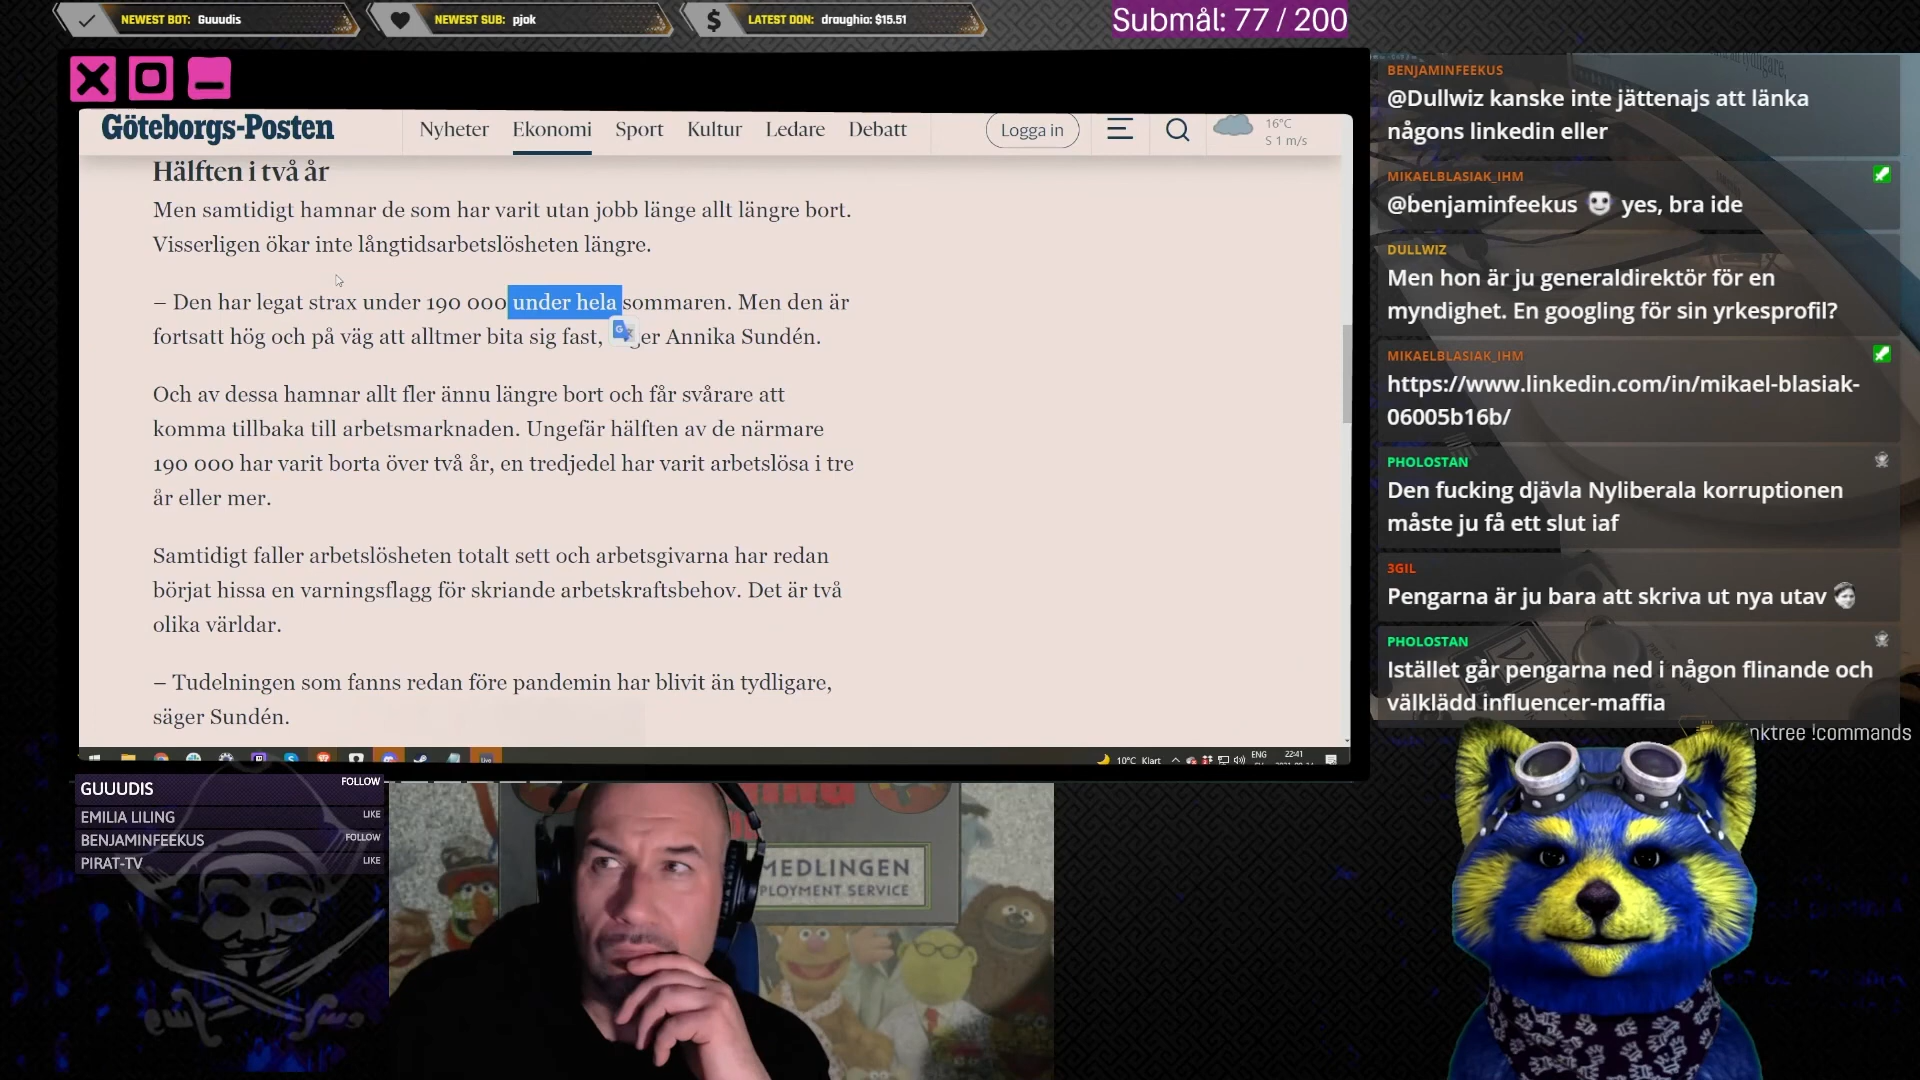 NEWEST BOT: Guuudis
NEWEST SUB: pjok
LATEST DON: draughio: $15.51
Submål: 77 / 200
Göteborgs-Posten
Nyheter Ekonomi Sport Kultur Ledare Debatt
Logga in
16°C
S 1 m/s
Hälften i två år
Men samtidigt hamnar de som har varit utan jobb länge allt längre bort.
Visserligen ökar inte långtidsarbetslösheten längre.
– Den har legat strax under 190 000 under hela sommaren. Men den är
fortsatt hög och på väg att alltmer bita sig fast, er Annika Sundén.
Och av dessa hamnar allt fler ännu längre bort och får svårare att
komma tillbaka till arbetsmarknaden. Ungefär hälften av de närmare
190 000 har varit borta över två år, en tredjedel har varit arbetslösa i tre
år eller mer.
Samtidigt faller arbetslösheten totalt sett och arbetsgivarna har redan
börjat hissa en varningsflagg för skriande arbetskraftsbehov. Det är två
olika världar.
– Tudelningen som fanns redan före pandemin har blivit än tydligare,
säger Sundén.
10°C Klart
ENG
22:41
BENJAMINFEEKUS
@Dullwiz kanske inte jättenajs att länka
någons linkedin eller
MIKAELBLASIAK_IHM
@benjaminfeekus yes, bra ide
DULLWIZ
Men hon är ju generaldirektör för en
myndighet. En googling för sin yrkesprofil?
MIKAELBLASIAK_IHM
https://www.linkedin.com/in/mikael-blasiak-
06005b16b/
PHOLOSTAN
Den fucking djävla Nyliberala korruptionen
måste ju få ett slut iaf
3GIL
Pengarna är ju bara att skriva ut nya utav
PHOLOSTAN
Istället går pengarna ned i någon flinande och
välklädd influencer-maffia
nktree !commands
GUUUDIS FOLLOW
EMILIA LILING LIKE
BENJAMINFEEKUS FOLLOW
PIRAT-TV LIKE
MEDLINGEN
PLOYMENT SERVICE